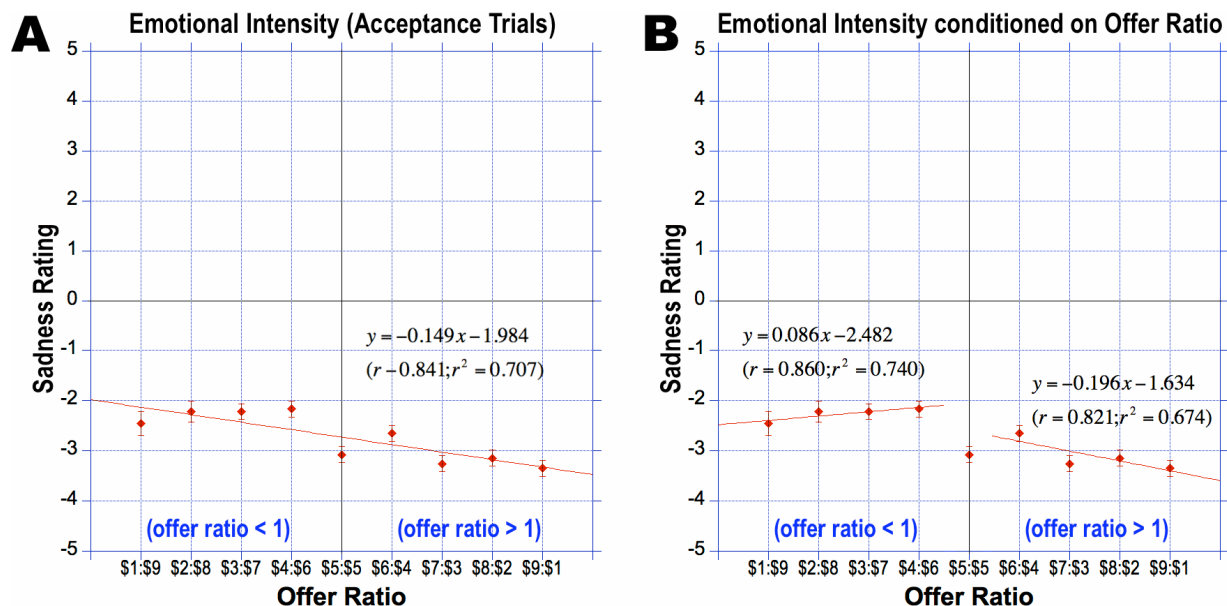 A
Emotional Intensity (Acceptance Trials)
5
4
3
2
1
0
-1
-2
-3
-4
-5
Sadness Rating
y=−0.149x−1.984
(r−0.841;r²=0.707)
(offer ratio < 1)
(offer ratio > 1)
$1:$9 $2:$8 $3:$7 $4:$6 $5:$5 $6:$4 $7:$3 $8:$2 $9:$1
Offer Ratio
B
Emotional Intensity conditioned on Offer Ratio
5
4
3
2
1
0
-1
-2
-3
-4
-5
Sadness Rating
y=0.086x−2.482
(r=0.860;r²=0.740)
y=−0.196x−1.634
(r=0.821;r²=0.674)
(offer ratio < 1)
(offer ratio > 1)
$1:$9 $2:$8 $3:$7 $4:$6 $5:$5 $6:$4 $7:$3 $8:$2 $9:$1
Offer Ratio